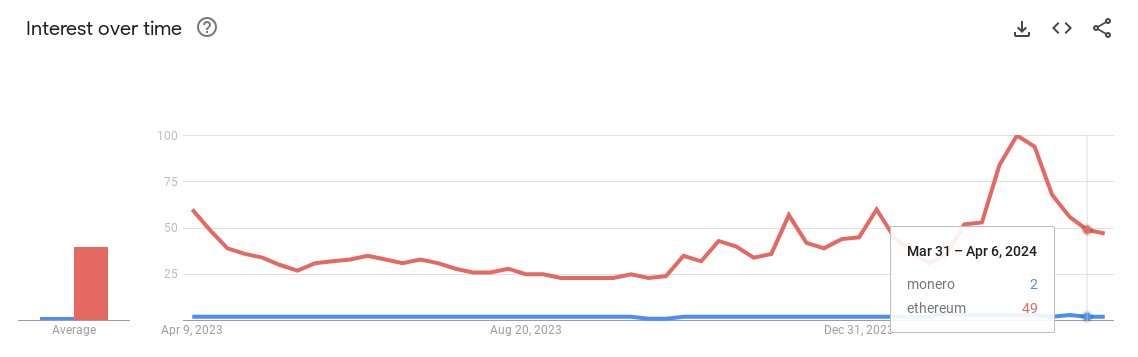 Interest over time
100
75
50
25
Average
Apr 9, 2023
Aug 20, 2023
Dec 31, 2023
Mar 31 – Apr 6, 2024
monero 2
ethereum 49